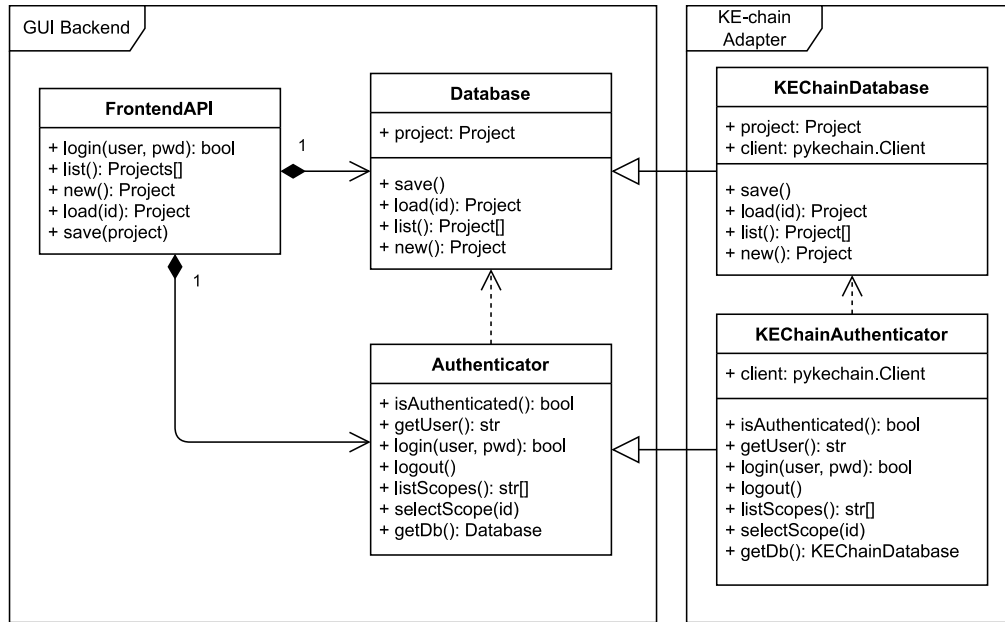 GUI Backend
FrontendAPI
+ login(user, pwd): bool
+ list(): Projects[]
+ new(): Project
+ load(id): Project
+ save(project)
1
1
Database
+ project: Project
+ save()
+ load(id): Project
+ list(): Project[]
+ new(): Project
Authenticator
+ isAuthenticated(): bool
+ getUser(): str
+ login(user, pwd): bool
+ logout()
+ listScopes(): str[]
+ selectScope(id)
+ getDb(): Database
KE-chain
Adapter
KEChainDatabase
+ project: Project
+ client: pykechain.Client
+ save()
+ load(id): Project
+ list(): Project[]
+ new(): Project
KEChainAuthenticator
+ client: pykechain.Client
+ isAuthenticated(): bool
+ getUser(): str
+ login(user, pwd): bool
+ logout()
+ listScopes(): str[]
+ selectScope(id)
+ getDb(): KEChainDatabase